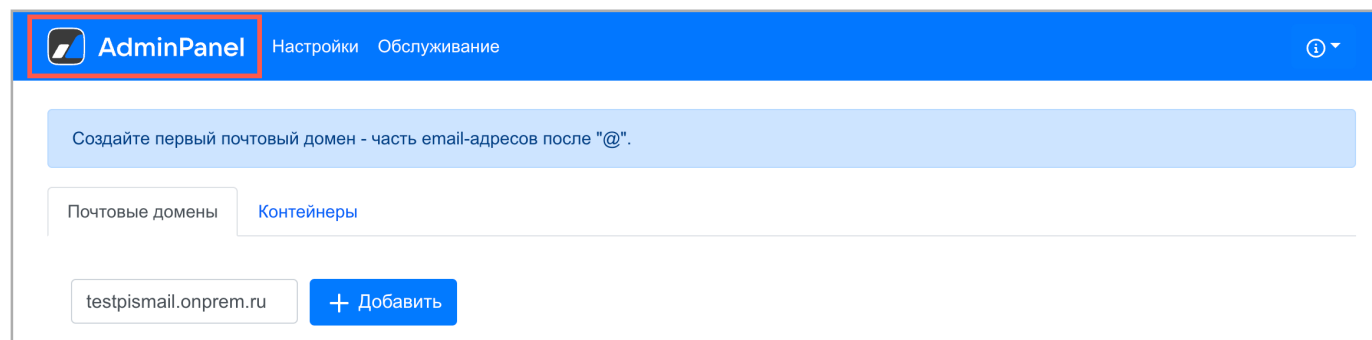 AdminPanel Настройки Обслуживание
Создайте первый почтовый домен - часть email-адресов после "@".
Почтовые домены Контейнеры
testpismail.onprem.ru + Добавить